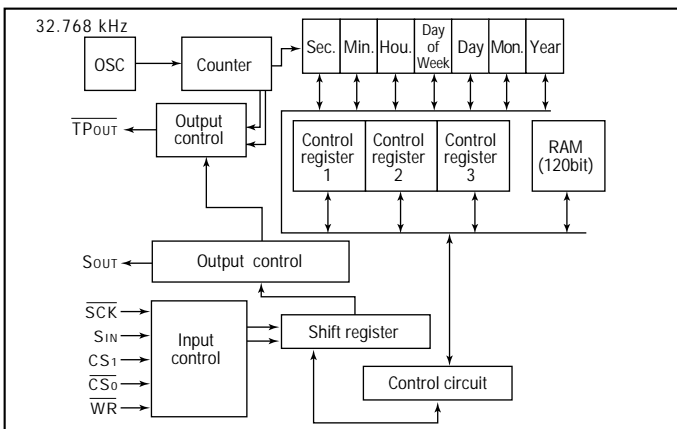 32.768 kHz
OSC
Counter
Sec.
Min.
Hou.
Day
of
Week
Day
Mon.
Year
TPOUT
Output
control
Control
register
1
Control
register
2
Control
register
3
RAM
(120bit)
SOUT
Output control
SCK
SIN
CS1
CS0
WR
Input
control
Shift register
Control circuit